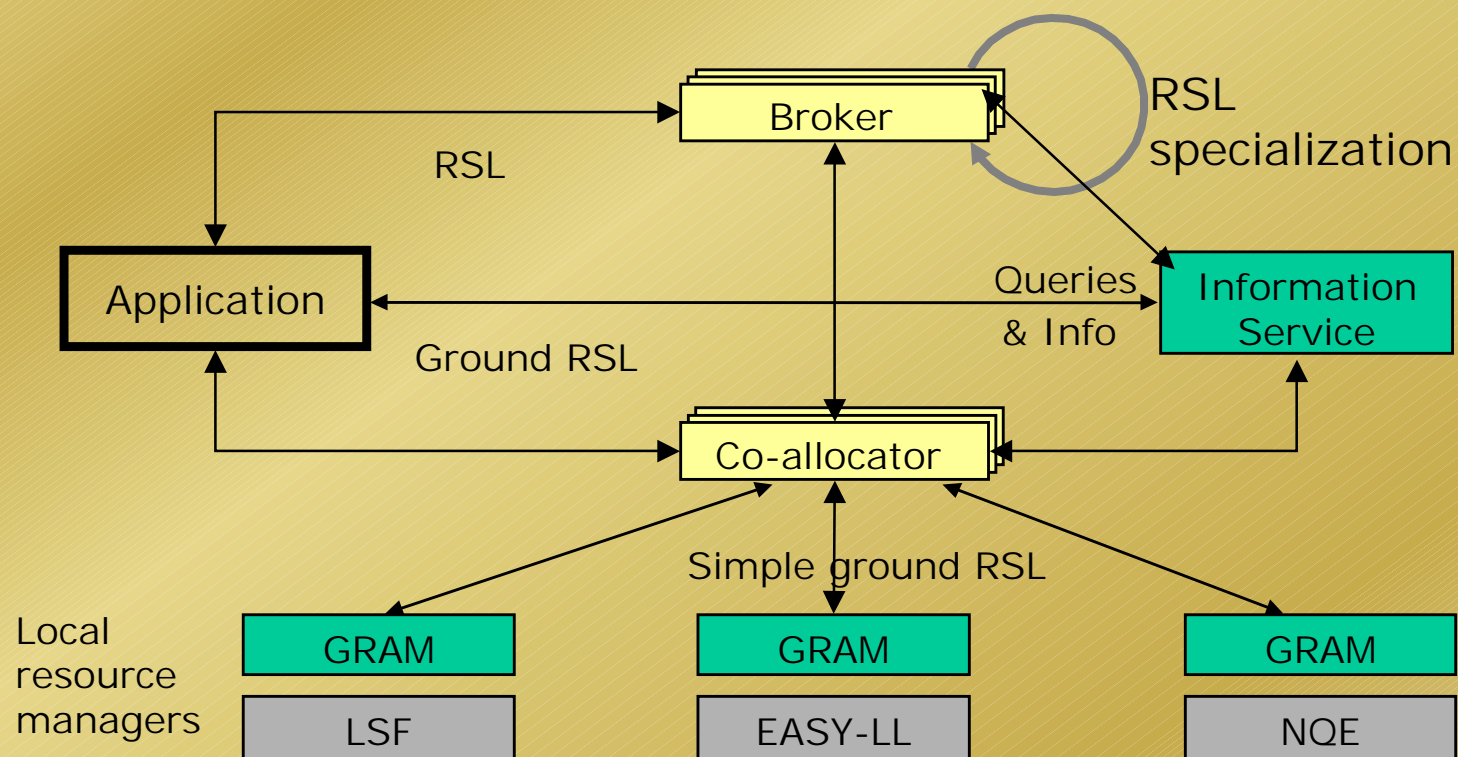 Broker
RSL
specialization
RSL
Application
Queries
& Info
Information
Service
Ground RSL
Co-allocator
Simple ground RSL
Local
resource
managers
GRAM
GRAM
GRAM
LSF
EASY-LL
NQE